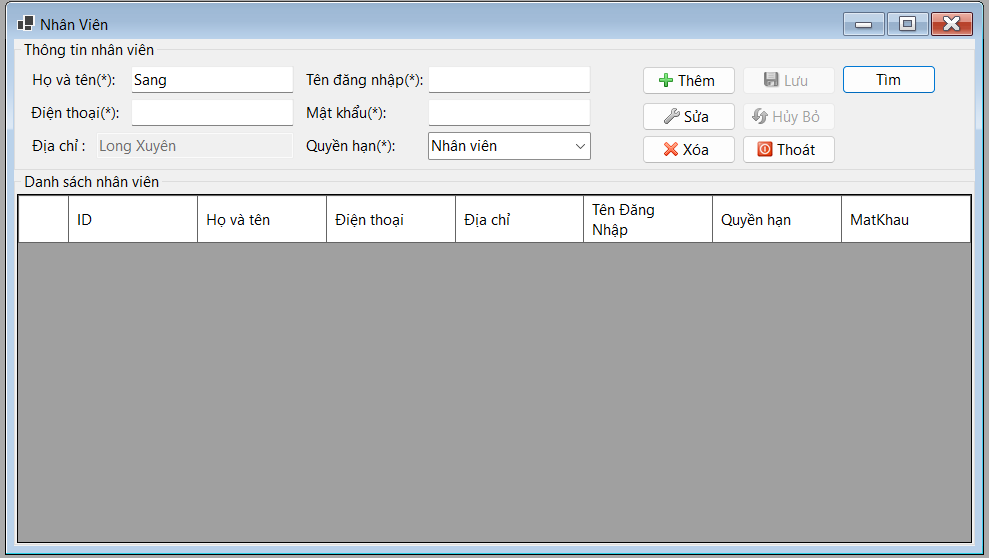 Nhân Viên
Thông tin nhân viên
Họ và tên(*): Sang Tên đăng nhập(*): Thêm Lưu Tìm
Điện thoại(*): Mật khẩu(*): Sửa Hủy Bỏ
Địa chỉ : Long Xuyên Quyền hạn(*): Nhân viên Xóa Thoát
Danh sách nhân viên
ID Họ và tên Điện thoại Địa chỉ Tên Đăng Nhập Quyền hạn MatKhau